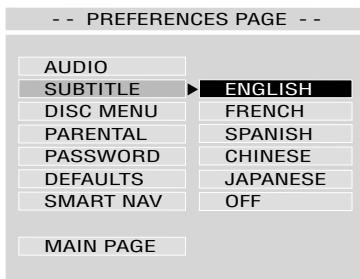 - - PREFERENCES PAGE - -
AUDIO
SUBTITLE ENGLISH
DISC MENU FRENCH
PARENTAL SPANISH
PASSWORD CHINESE
DEFAULTS JAPANESE
SMART NAV OFF
MAIN PAGE